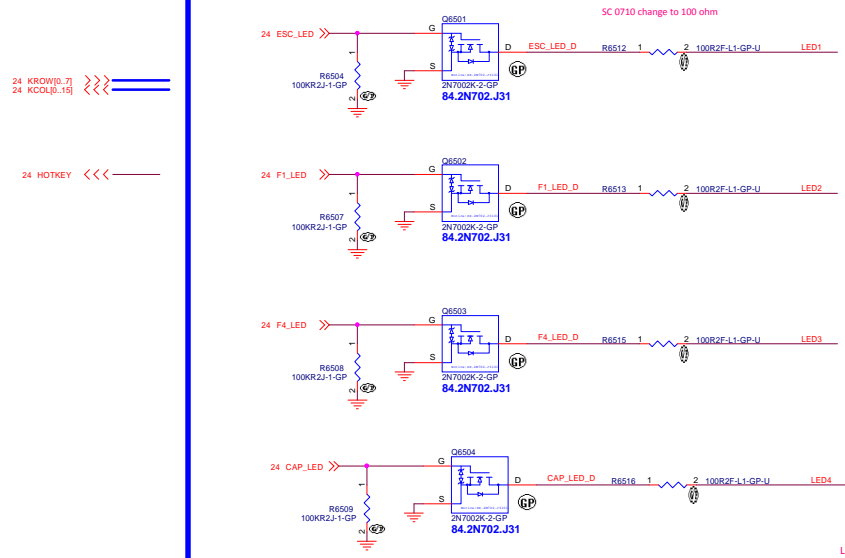 SC 0710 change to 100 ohm
24 KROW[0..7]
24 KCOL[0..15]
24 HOTKEY
24 ESC_LED
1
R6504
100KR2J-1-GP
2
Q6501
G
S
D
2N7002K-2-GP
84.2N702.J31
GP
ESC_LED_D
R6512
1
2
100R2F-L1-GP-U
LED1
24 F1_LED
1
R6507
100KR2J-1-GP
2
Q6502
G
S
D
2N7002K-2-GP
84.2N702.J31
GP
F1_LED_D
R6513
1
2
100R2F-L1-GP-U
LED2
24 F4_LED
1
R6508
100KR2J-1-GP
2
Q6503
G
S
D
2N7002K-2-GP
84.2N702.J31
GP
F4_LED_D
R6515
1
2
100R2F-L1-GP-U
LED3
24 CAP_LED
1
R6509
100KR2J-1-GP
2
Q6504
G
S
D
2N7002K-2-GP
84.2N702.J31
GP
CAP_LED_D
R6516
1
2
100R2F-L1-GP-U
LED4
L